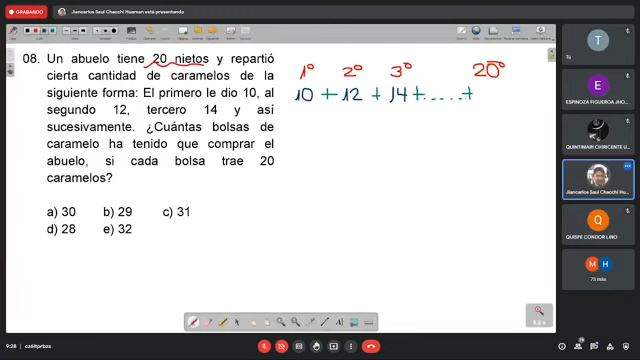 GRABANDO
Jiancarlos Saul Chacchi Huaman está presentando
08. Un abuelo tiene 20 nietos y repartió
cierta cantidad de caramelos de la
siguiente forma: El primero le dio 10, al
segundo 12, tercero 14 y así
sucesivamente. ¿Cuántas bolsas de
caramelo ha tenido que comprar el
abuelo, si cada bolsa trae 20
caramelos?
a) 30 b) 29 c) 31
d) 28 e) 32
1° 2° 3° 20°
10 + 12 + 14 + ..... +
T
Tú
E
ESPINOZA FIGUEROA JH
Q
QUINTIMARI CHIRICENTE U
Jiancarlos Saul Chacchi Hu
Q
QUISPE CONDOR LINO
M H
73 más
9:28